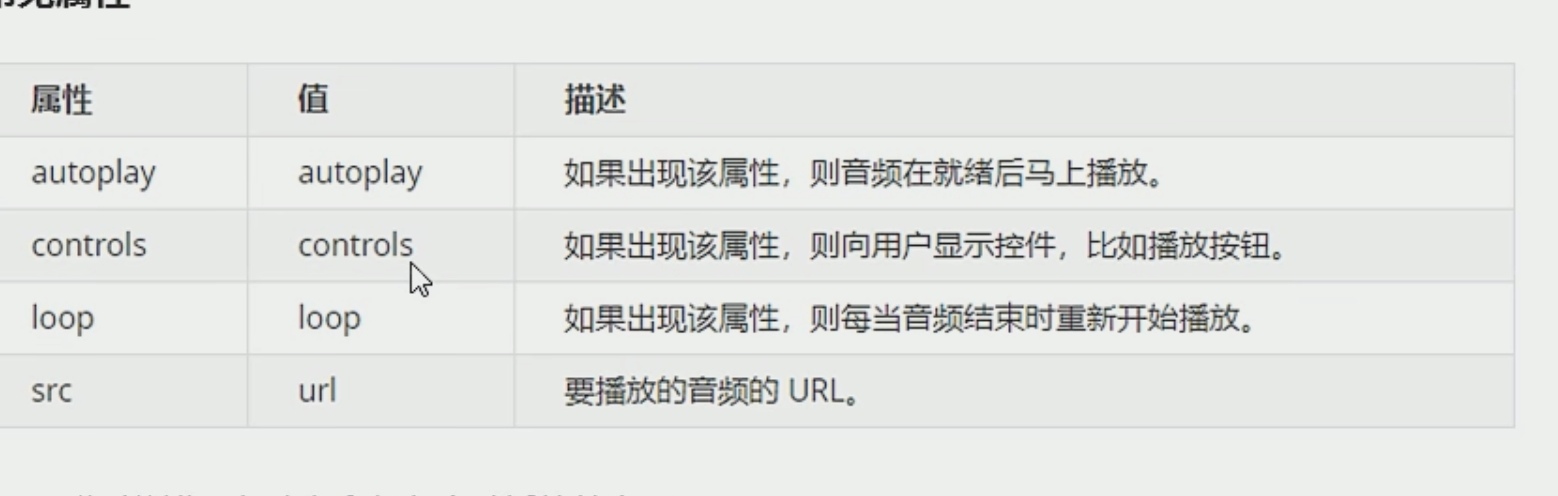 属性
属性 值 描述
autoplay autoplay 如果出现该属性，则音频在就绪后马上播放。
controls controls 如果出现该属性，则向用户显示控件，比如播放按钮。
loop loop 如果出现该属性，则每当音频结束时重新开始播放。
src url 要播放的音频的 URL。